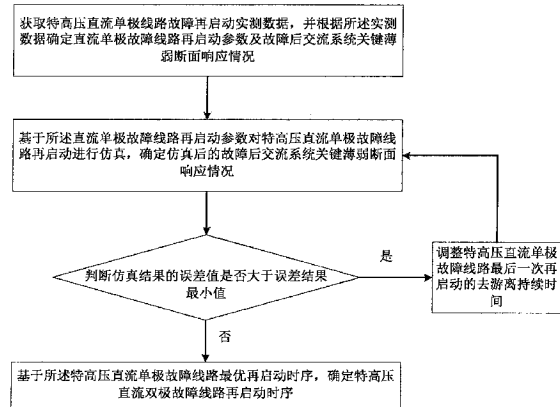 获取特高压直流单极线路故障再启动实测数据，并根据所述实测
数据确定直流单极故障线路再启动参数及故障后交流系统关键薄
弱断面响应情况
基于所述直流单极故障线路再启动参数对特高压直流单极故障线
路再启动进行仿真，确定仿真后的故障后交流系统关键薄弱断面
响应情况
判断仿真结果的误差值是否大于误差结果
最小值
是
调整特高压直流单极
故障线路最后一次再
启动的去游离持续时
间
否
基于所述特高压直流单极故障线路最优再启动时序，确定特高压
直流双极故障线路再启动时序